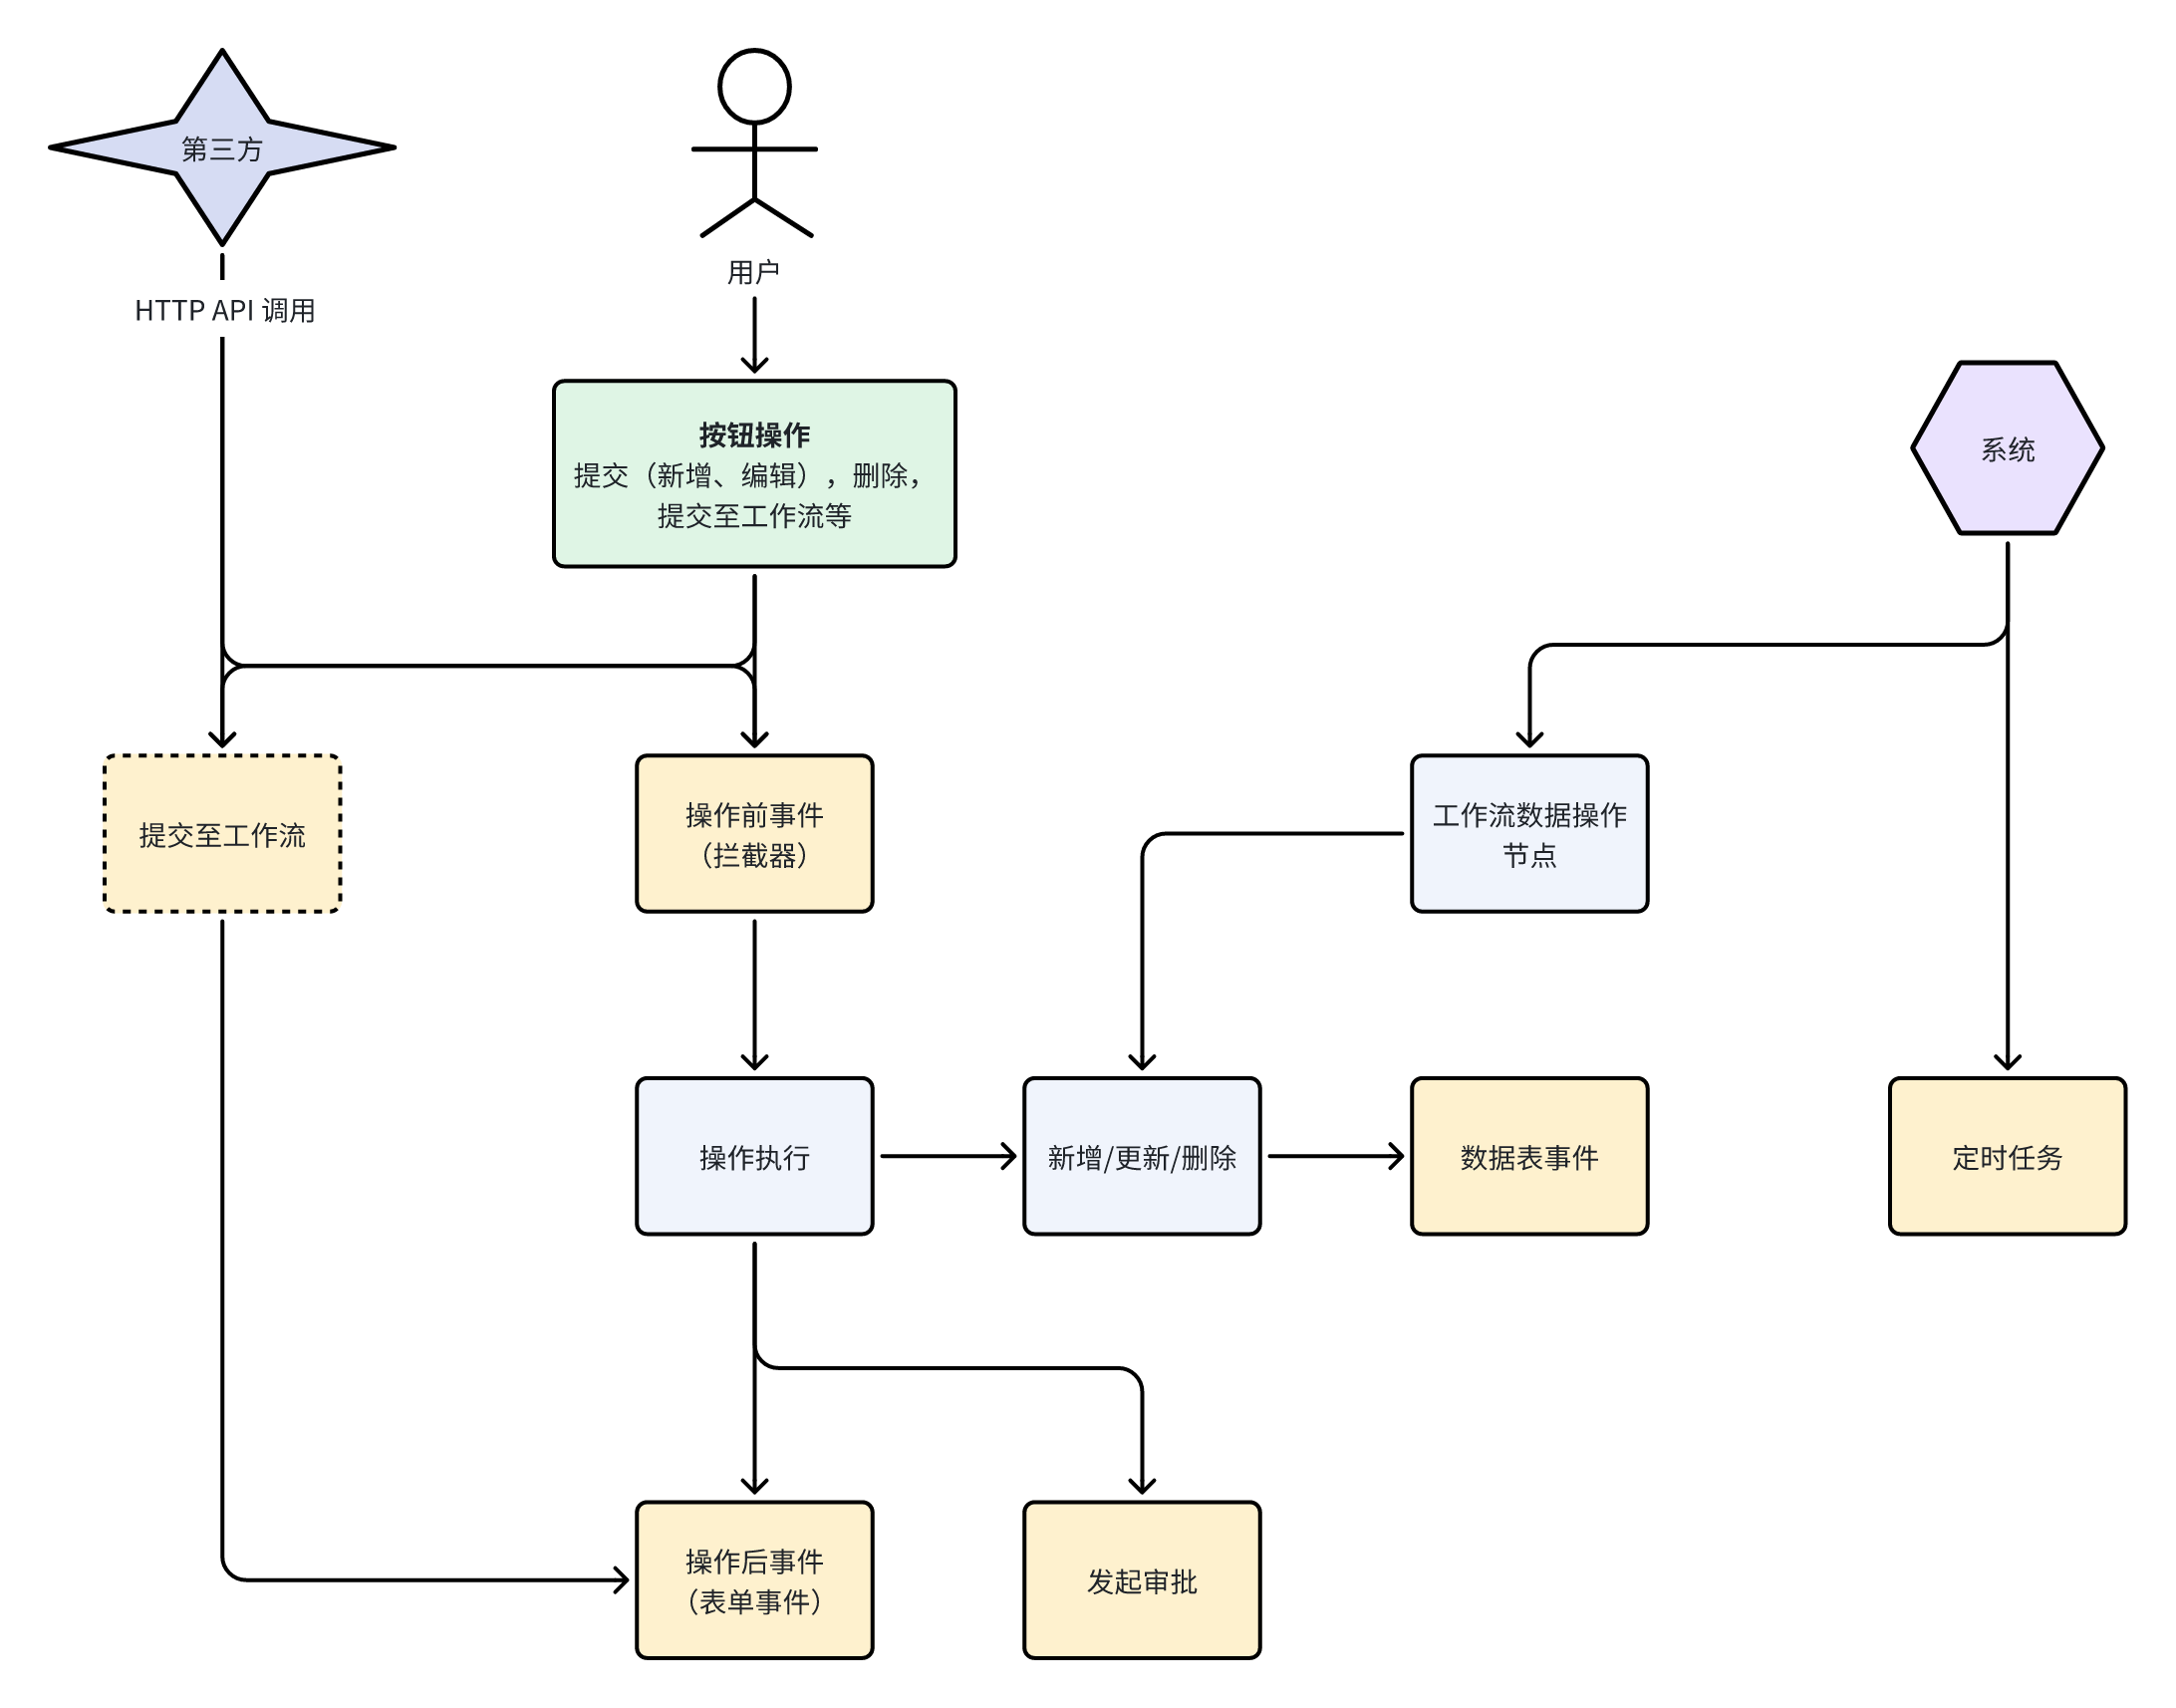 第三方
用户
HTTP API 调用
按钮操作
提交（新增、编辑），删除，
提交至工作流等
系统
提交至工作流
操作前事件
（拦截器）
工作流数据操作
节点
操作执行
新增/更新/删除
数据表事件
定时任务
操作后事件
（表单事件）
发起审批